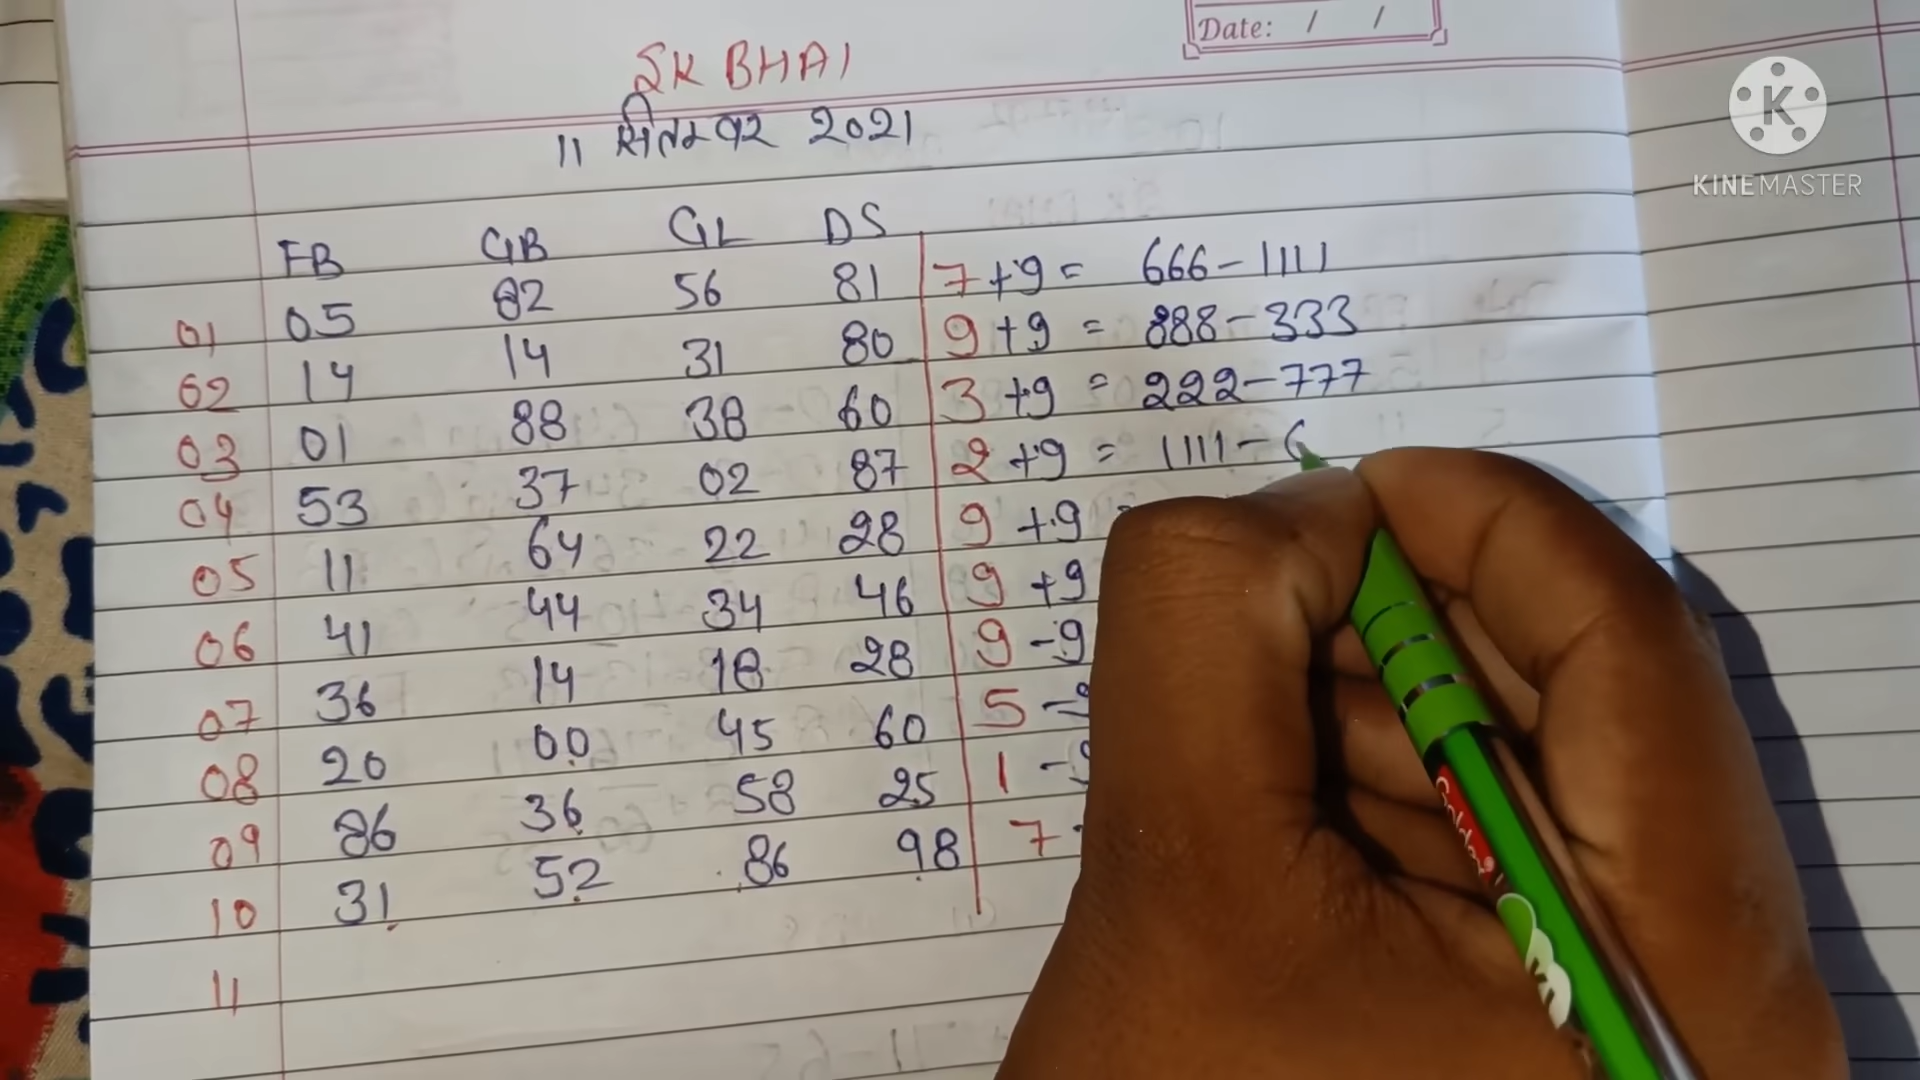 Date: / /
SK BHAI
11 सितम्बर 2021
FB GB GL DS
01 05 82 56 81 7+9= 666-1111
02 14 14 31 80 9+9 = 888-333
03 01 88 38 60 3+9 = 222-777
04 53 37 02 87 2+9 = 1111-6
05 11 64 22 28 9+9
06 41 44 34 46 9+9
07 36 14 18 28 9-9
08 20 00 45 60 5-9
09 86 36 58 25 1-9
10 31 52 86 98 7
11
KINEMASTER